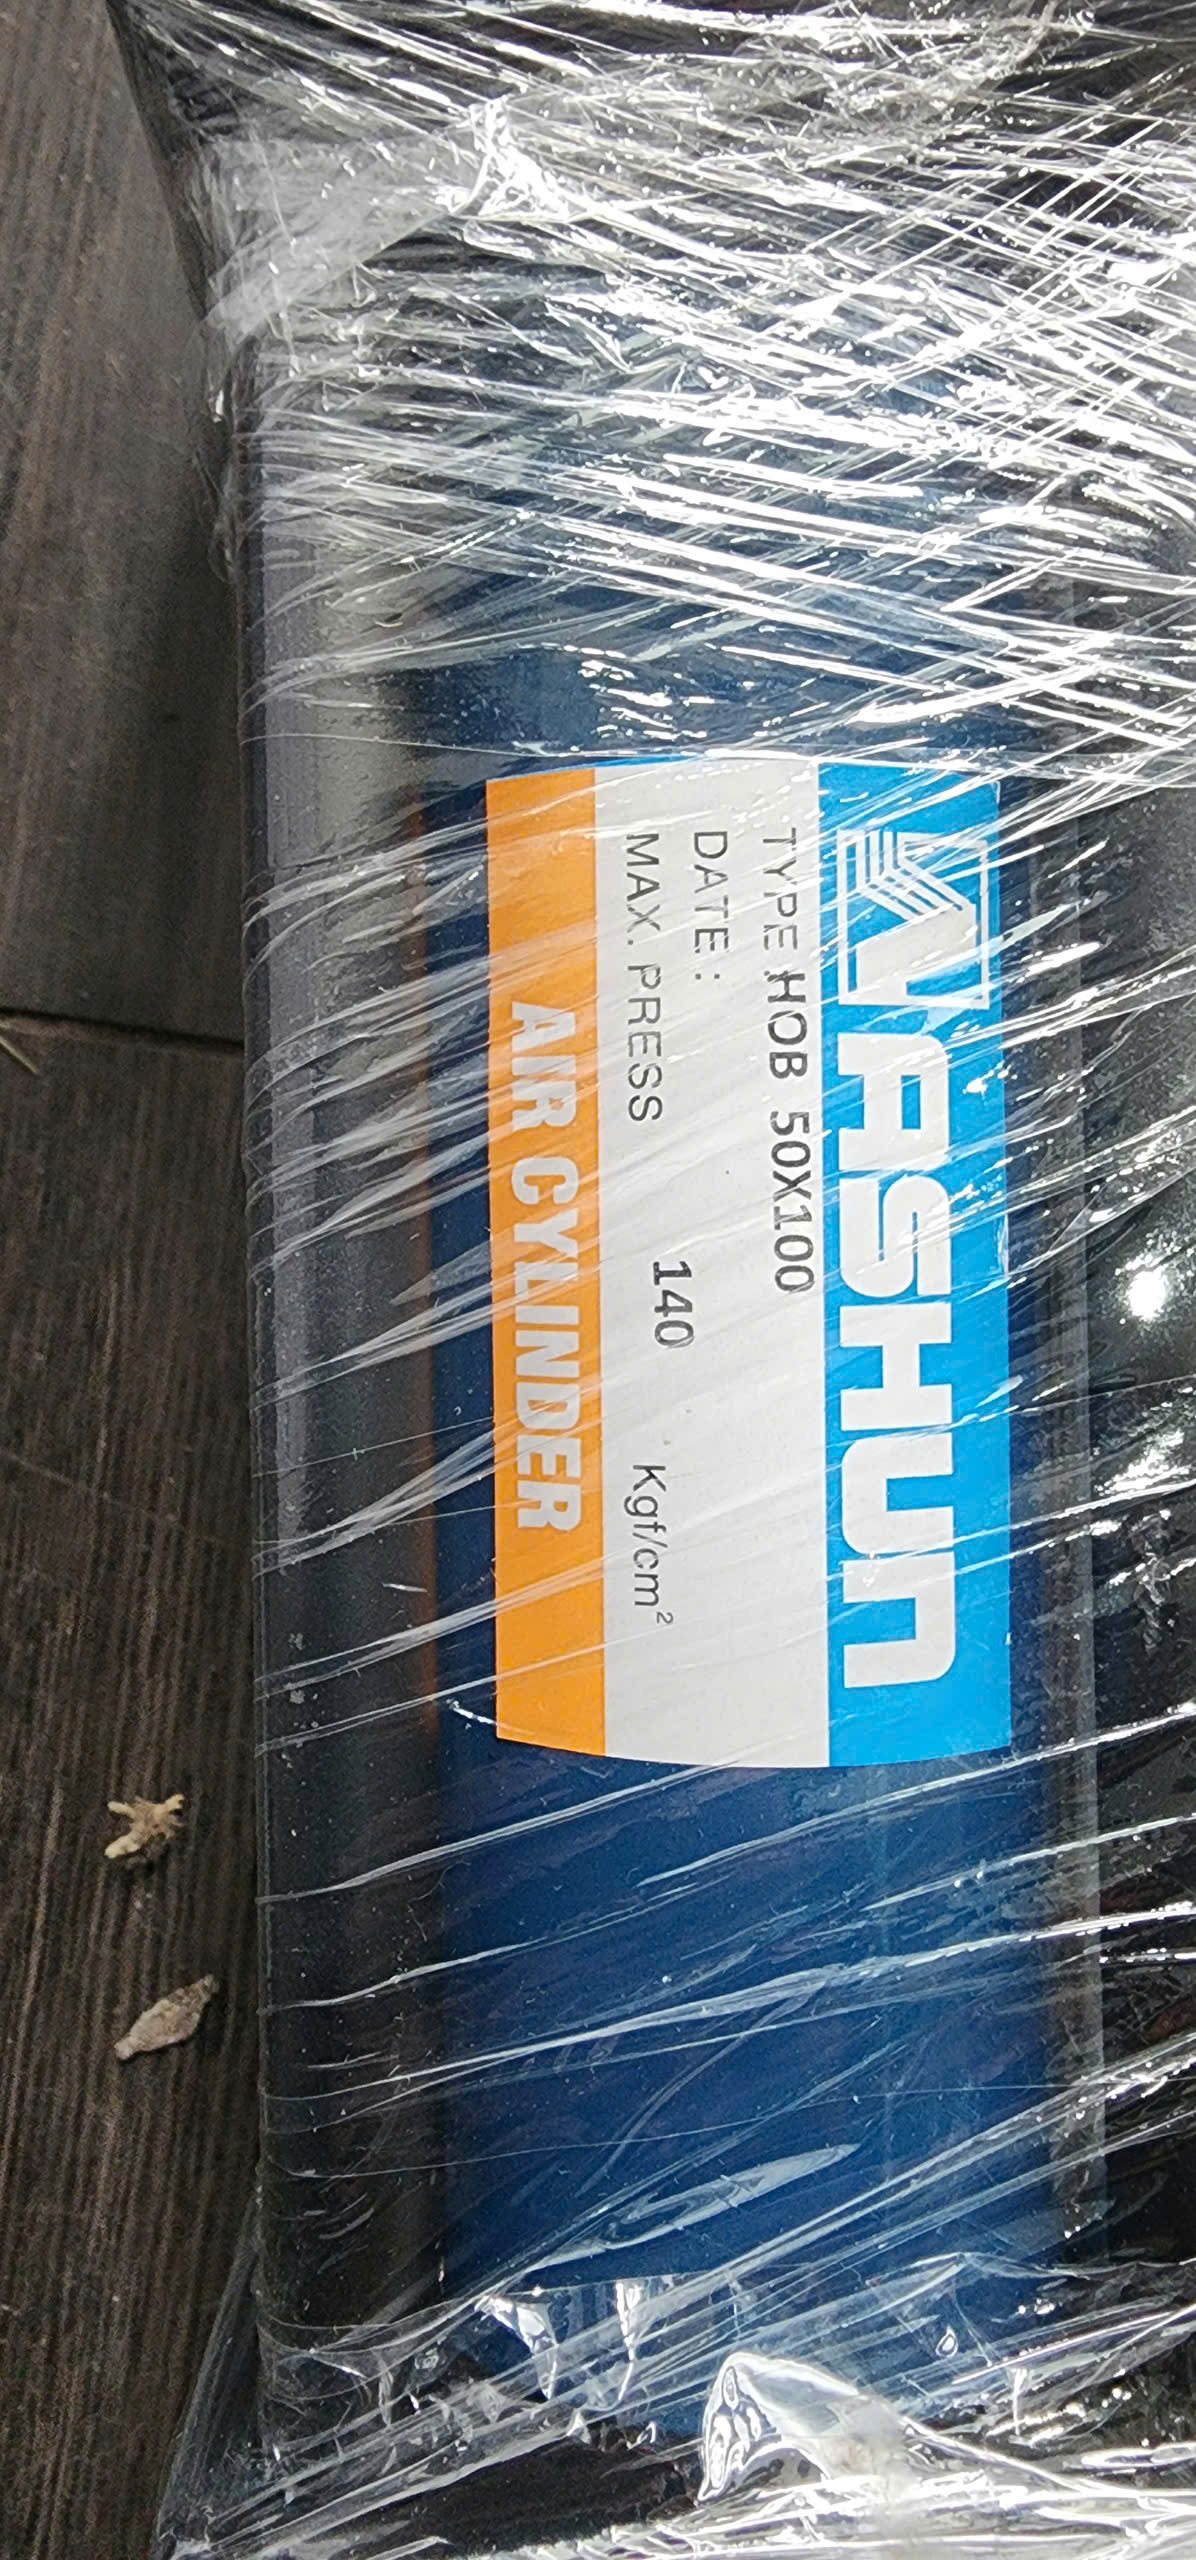 VASHUN
TYPE HOB 50X100
DATE:
MAX. PRESS 140 Kgf/cm²
AIR CYLINDER